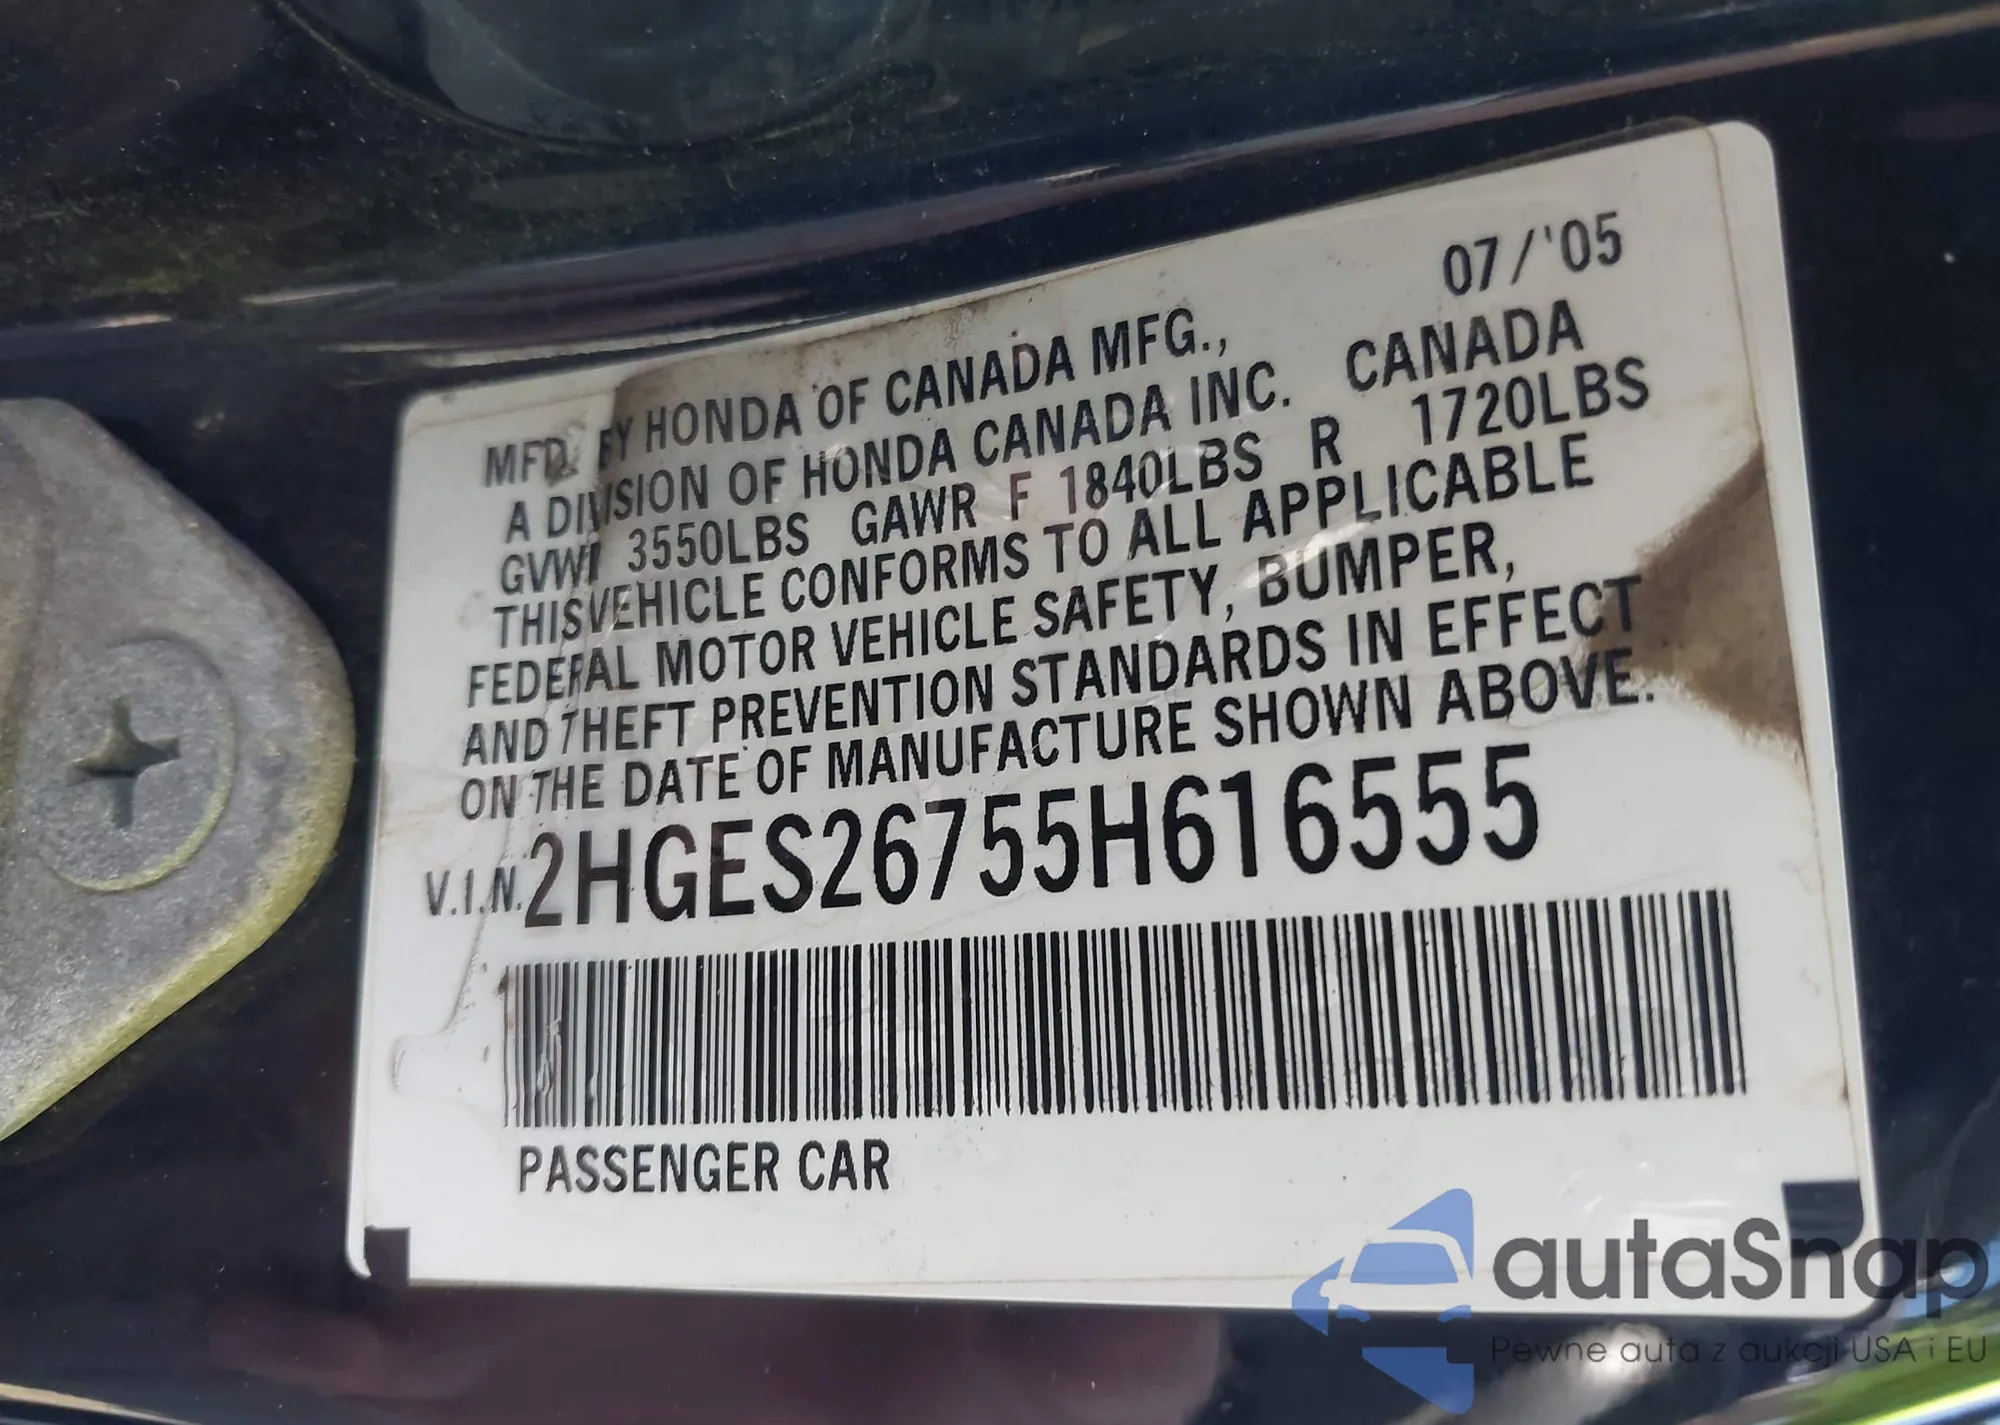 07/'05
MFD. BY HONDA OF CANADA MFG.,
A DIVISION OF HONDA CANADA INC. CANADA
GVWR 3550LBS GAWR F 1840LBS R 1720LBS
THIS VEHICLE CONFORMS TO ALL APPLICABLE
FEDERAL MOTOR VEHICLE SAFETY, BUMPER,
AND THEFT PREVENTION STANDARDS IN EFFECT
ON THE DATE OF MANUFACTURE SHOWN ABOVE.
V.I.N. 2HGES26755H616555
PASSENGER CAR
autaSnap
Pewne auta z aukcji USA i EU